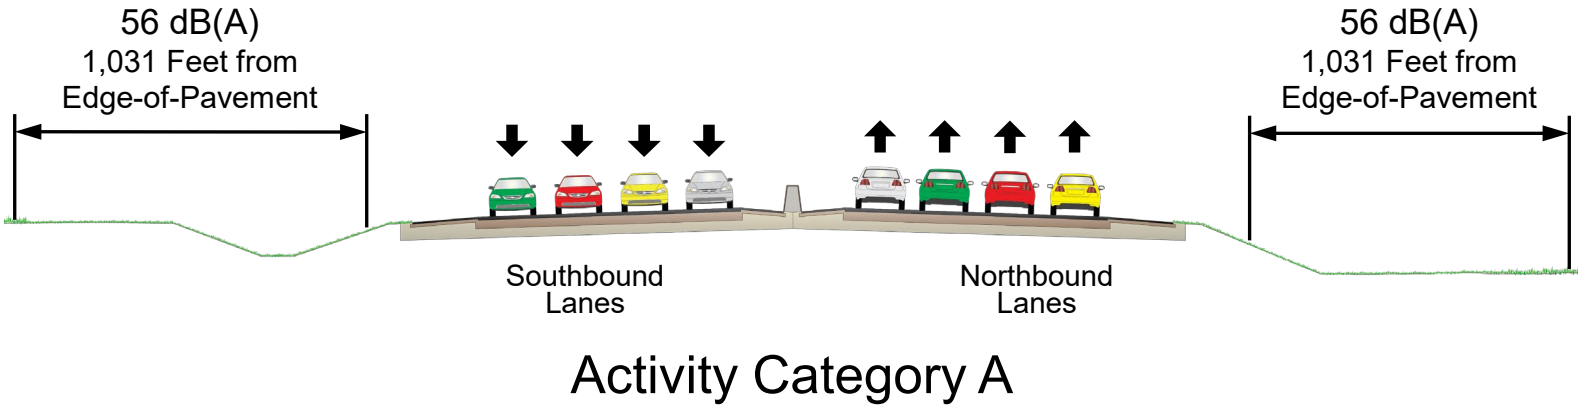 56 dB(A)
1,031 Feet from
Edge-of-Pavement
56 dB(A)
1,031 Feet from
Edge-of-Pavement
Southbound
Lanes
Northbound
Lanes
Activity Category A